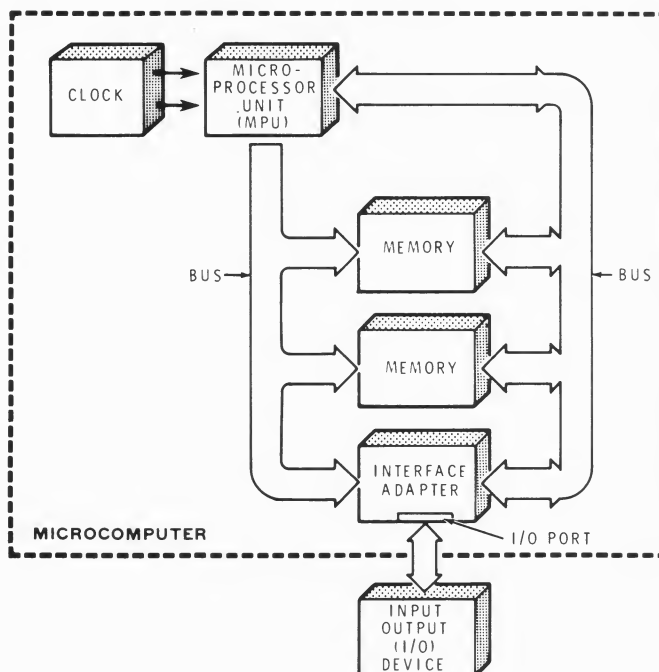 CLOCK
MICRO-
PROCESSOR
UNIT
(MPU)
MEMORY
BUS
BUS
MEMORY
INTERFACE
ADAPTER
MICROCOMPUTER
I/O PORT
INPUT
OUTPUT
(I/O)
DEVICE